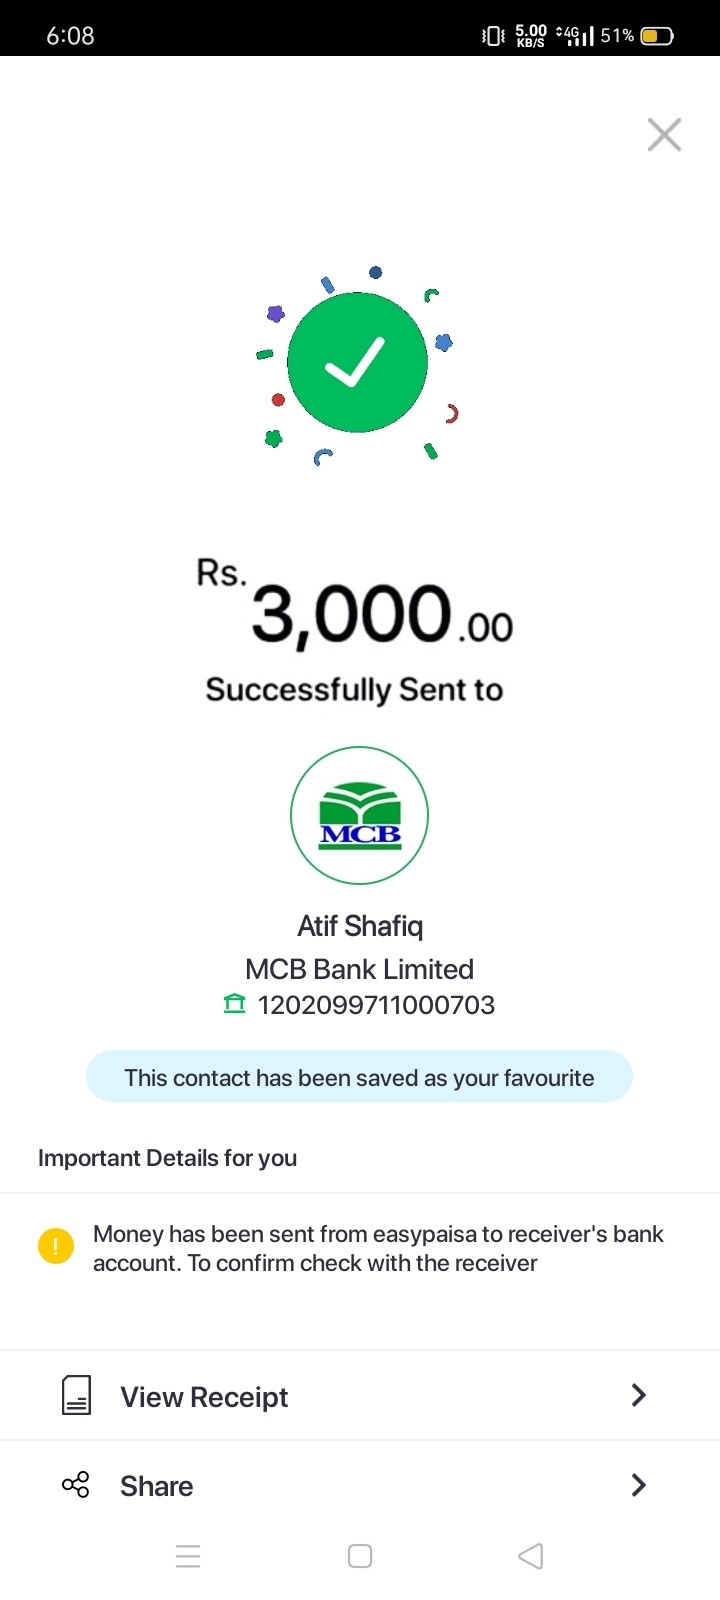 6:08
5.00 KB/S 4G 51%
Rs. 3,000.00
Successfully Sent to
MCB
Atif Shafiq
MCB Bank Limited
1202099711000703
This contact has been saved as your favourite
Important Details for you
! Money has been sent from easypaisa to receiver's bank
account. To confirm check with the receiver
View Receipt
Share